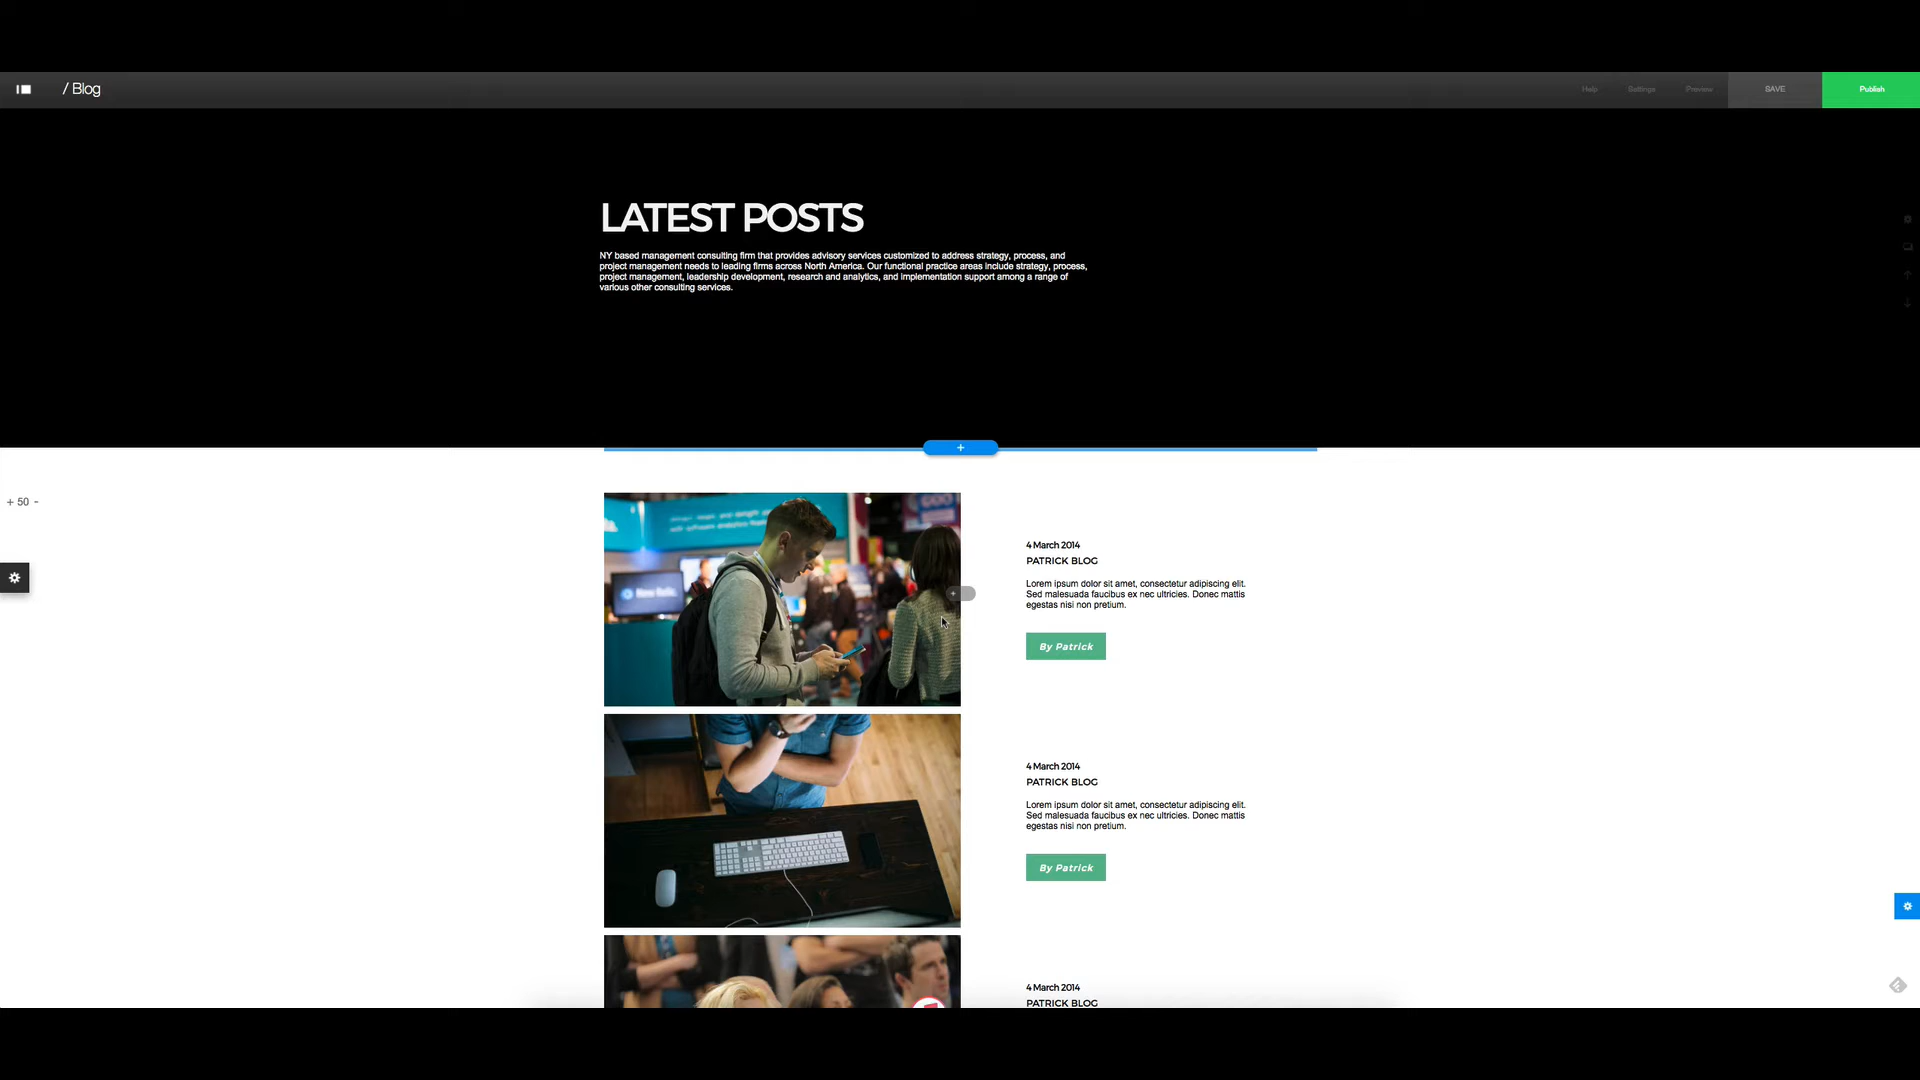 / Blog
Help Settings Preview SAVE Publish
LATEST POSTS
NY based management consulting firm that provides advisory services customized to address strategy, process, and
project management needs to leading firms across North America. Our functional practice areas include strategy, process,
project management, leadership development, research and analytics, and implementation support among a range of
various other consulting services.
+
+ 50 -
New Relic.
+
4 March 2014
PATRICK BLOG
Lorem ipsum dolor sit amet, consectetur adipiscing elit.
Sed malesuada faucibus ex nec ultricies. Donec mattis
egestas nisi non pretium.
By Patrick
4 March 2014
PATRICK BLOG
Lorem ipsum dolor sit amet, consectetur adipiscing elit.
Sed malesuada faucibus ex nec ultricies. Donec mattis
egestas nisi non pretium.
By Patrick
4 March 2014
PATRICK BLOG